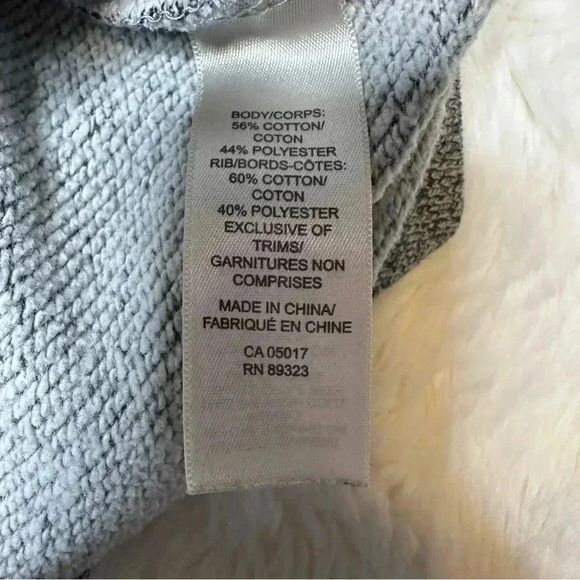 BODY/CORPS:
56% COTTON/
COTON
44% POLYESTER
RIB/BORDS-CÔTES:
60% COTTON/
COTON
40% POLYESTER
EXCLUSIVE OF
TRIMS/
GARNITURES NON
COMPRISES
MADE IN CHINA/
FABRIQUÉ EN CHINE
CA 05017
RN 89323